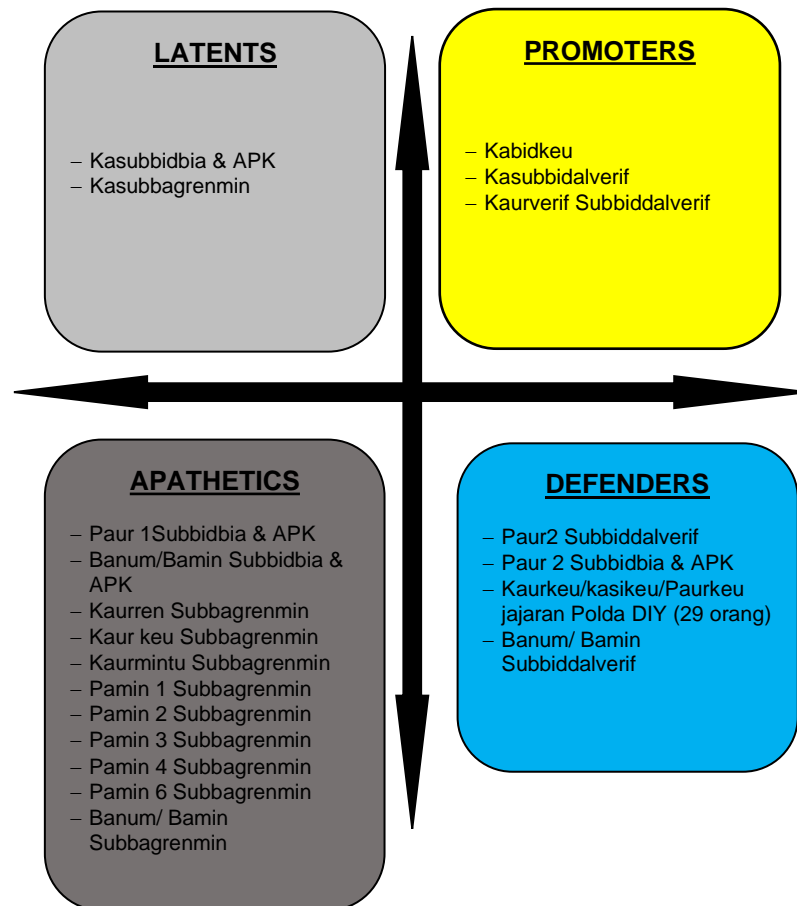 LATENTS
– Kasubbidbia & APK
– Kasubbagrenmin
PROMOTERS
– Kabidkeu
– Kasubbidalverif
– Kaurverif Subbiddalverif
APATHETICS
– Paur 1Subbidbia & APK
– Banum/Bamin Subbidbia &
APK
– Kaurren Subbagrenmin
– Kaur keu Subbagrenmin
– Kaurmintu Subbagrenmin
– Pamin 1 Subbagrenmin
– Pamin 2 Subbagrenmin
– Pamin 3 Subbagrenmin
– Pamin 4 Subbagrenmin
– Pamin 6 Subbagrenmin
– Banum/ Bamin
Subbagrenmin
DEFENDERS
– Paur2 Subbiddalverif
– Paur 2 Subbidbia & APK
– Kaurkeu/kasikeu/Paurkeu
jajaran Polda DIY (29 orang)
– Banum/ Bamin
Subbiddalverif